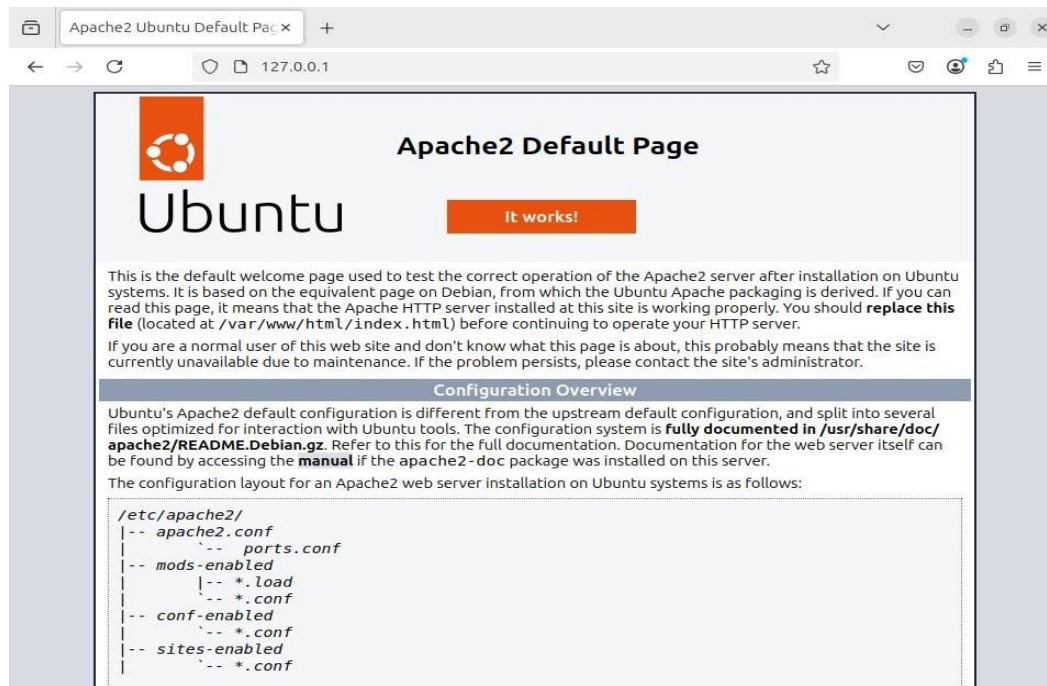 Apache2 Ubuntu Default Pag
127.0.0.1
Apache2 Default Page
Ubuntu
It works!
This is the default welcome page used to test the correct operation of the Apache2 server after installation on Ubuntu
systems. It is based on the equivalent page on Debian, from which the Ubuntu Apache packaging is derived. If you can
read this page, it means that the Apache HTTP server installed at this site is working properly. You should replace this
file (located at /var/www/html/index.html) before continuing to operate your HTTP server.
If you are a normal user of this web site and don't know what this page is about, this probably means that the site is
currently unavailable due to maintenance. If the problem persists, please contact the site's administrator.
Configuration Overview
Ubuntu's Apache2 default configuration is different from the upstream default configuration, and split into several
files optimized for interaction with Ubuntu tools. The configuration system is fully documented in /usr/share/doc/
apache2/README.Debian.gz. Refer to this for the full documentation. Documentation for the web server itself can
be found by accessing the manual if the apache2-doc package was installed on this server.
The configuration layout for an Apache2 web server installation on Ubuntu systems is as follows:
/etc/apache2/
|-- apache2.conf
|       `--  ports.conf
|-- mods-enabled
|       |-- *.load
|       `-- *.conf
|-- conf-enabled
|       `-- *.conf
|-- sites-enabled
|       `-- *.conf